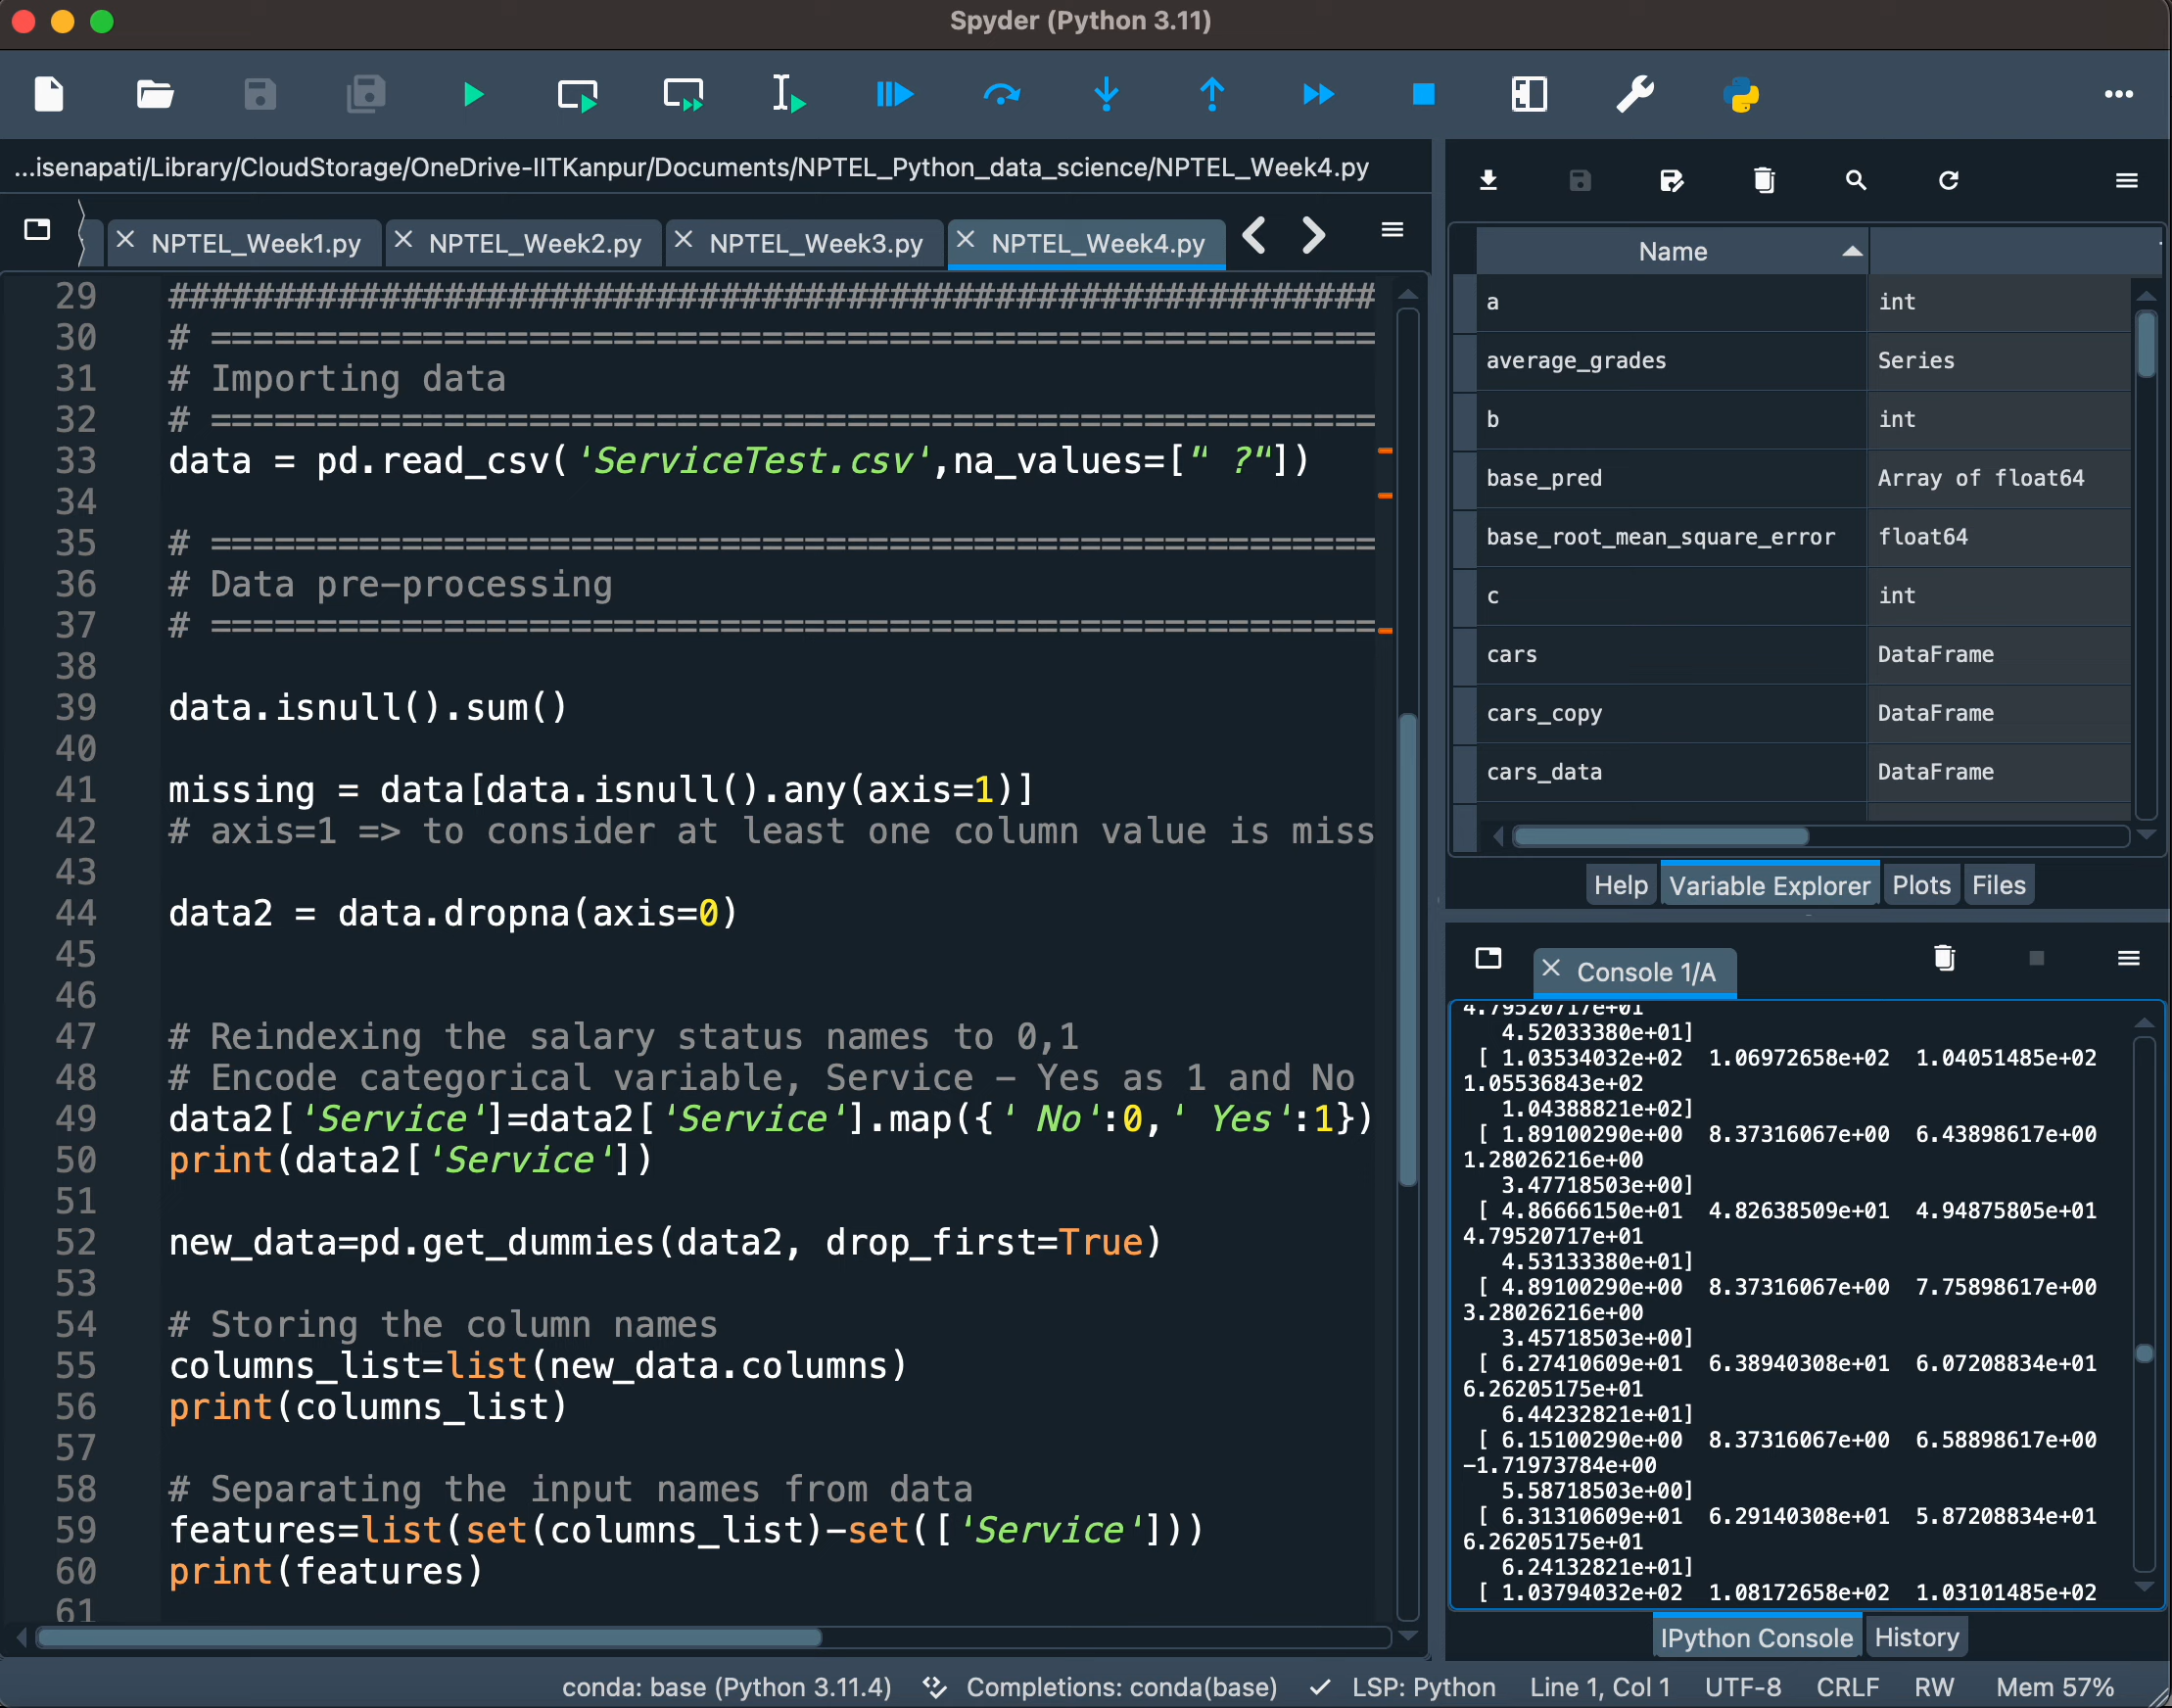 Spyder (Python 3.11)
...isenapati/Library/CloudStorage/OneDrive-IITKanpur/Documents/NPTEL_Python_data_science/NPTEL_Week4.py
NPTEL_Week1.py NPTEL_Week2.py NPTEL_Week3.py NPTEL_Week4.py
29 #########################################################
30 # =======================================================
31 # Importing data
32 # =======================================================
33 data = pd.read_csv('ServiceTest.csv',na_values=[" ?"])
34
35 # =======================================================
36 # Data pre-processing
37 # =======================================================
38
39 data.isnull().sum()
40
41 missing = data[data.isnull().any(axis=1)]
42 # axis=1 => to consider at least one column value is miss
43
44 data2 = data.dropna(axis=0)
45
46
47 # Reindexing the salary status names to 0,1
48 # Encode categorical variable, Service - Yes as 1 and No
49 data2['Service']=data2['Service'].map({' No':0,' Yes':1})
50 print(data2['Service'])
51
52 new_data=pd.get_dummies(data2, drop_first=True)
53
54 # Storing the column names
55 columns_list=list(new_data.columns)
56 print(columns_list)
57
58 # Separating the input names from data
59 features=list(set(columns_list)-set(['Service']))
60 print(features)
61
Name
a int
average_grades Series
b int
base_pred Array of float64
base_root_mean_square_error float64
c int
cars DataFrame
cars_copy DataFrame
cars_data DataFrame
Help Variable Explorer Plots Files
Console 1/A
4.79520717e+01
4.52033380e+01]
[ 1.03534032e+02 1.06972658e+02 1.04051485e+02
1.05536843e+02
1.04388821e+02]
[ 1.89100290e+00 8.37316067e+00 6.43898617e+00
1.28026216e+00
3.47718503e+00]
[ 4.86666150e+01 4.82638509e+01 4.94875805e+01
4.79520717e+01
4.53133380e+01]
[ 4.89100290e+00 8.37316067e+00 7.75898617e+00
3.28026216e+00
3.45718503e+00]
[ 6.27410609e+01 6.38940308e+01 6.07208834e+01
6.26205175e+01
6.44232821e+01]
[ 6.15100290e+00 8.37316067e+00 6.58898617e+00
-1.71973784e+00
5.58718503e+00]
[ 6.31310609e+01 6.29140308e+01 5.87208834e+01
6.26205175e+01
6.24132821e+01]
[ 1.03794032e+02 1.08172658e+02 1.03101485e+02
IPython Console History
conda: base (Python 3.11.4) Completions: conda(base) LSP: Python Line 1, Col 1 UTF-8 CRLF RW Mem 57%